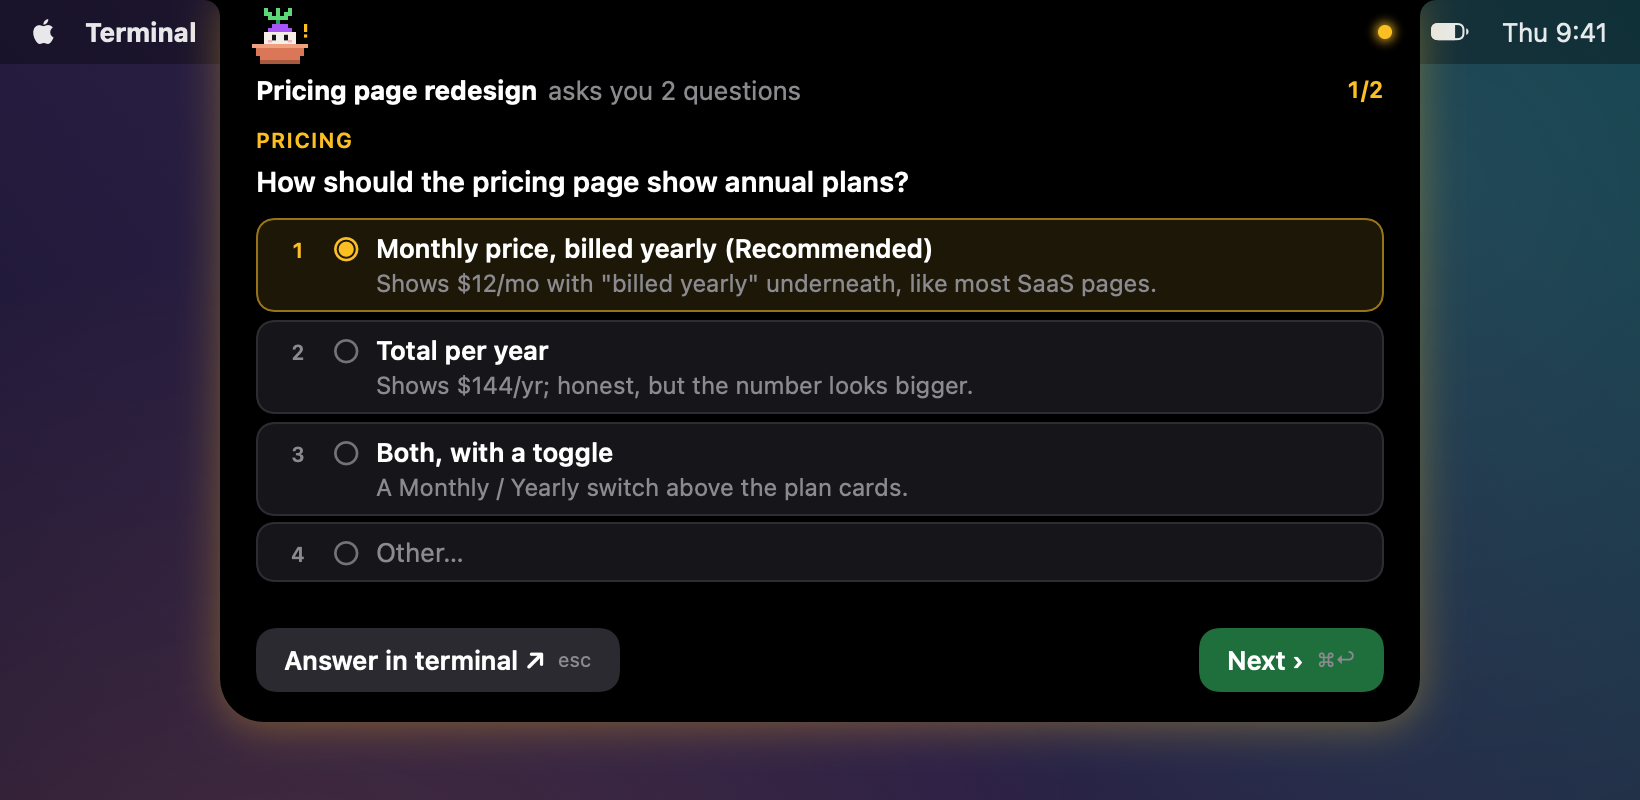 Terminal
Thu 9:41
Pricing page redesign asks you 2 questions
1/2
PRICING
How should the pricing page show annual plans?
1 Monthly price, billed yearly (Recommended)
Shows $12/mo with "billed yearly" underneath, like most SaaS pages.
2 Total per year
Shows $144/yr; honest, but the number looks bigger.
3 Both, with a toggle
A Monthly / Yearly switch above the plan cards.
4 Other...
Answer in terminal ↗ esc
Next › ⌘↩